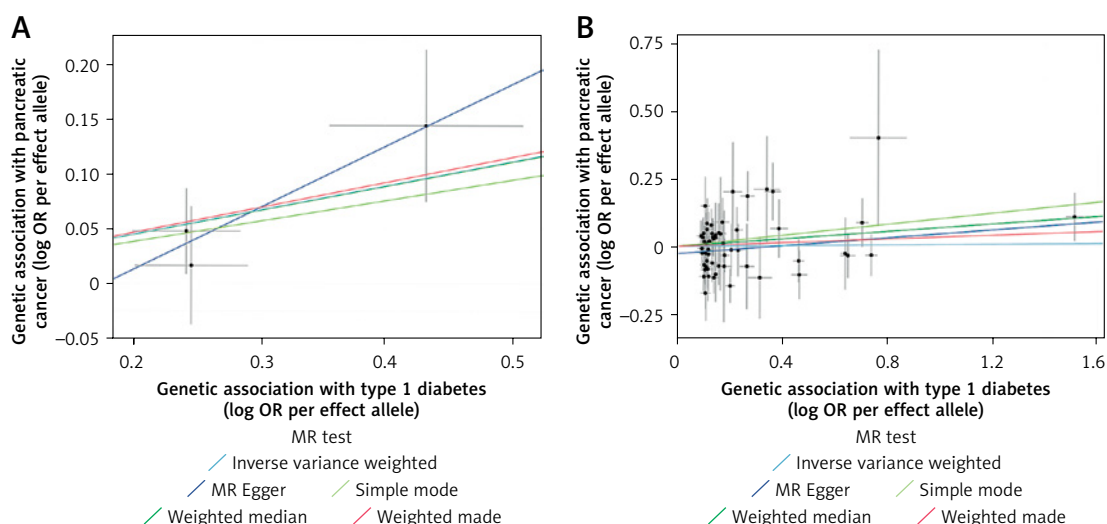 A
Genetic association with pancreatic
cancer (log OR per effect allele)
0.20
0.15
0.10
0.05
0
–0.05
0.2
0.3
0.4
0.5
Genetic association with type 1 diabetes
(log OR per effect allele)
MR test
Inverse variance weighted
MR Egger
Simple mode
Weighted median
Weighted made
B
Genetic association with pancreatic
cancer (log OR per effect allele)
0.75
0.50
0.25
0
–0.25
0
0.4
0.8
1.2
1.6
Genetic association with type 1 diabetes
(log OR per effect allele)
MR test
Inverse variance weighted
MR Egger
Simple mode
Weighted median
Weighted made